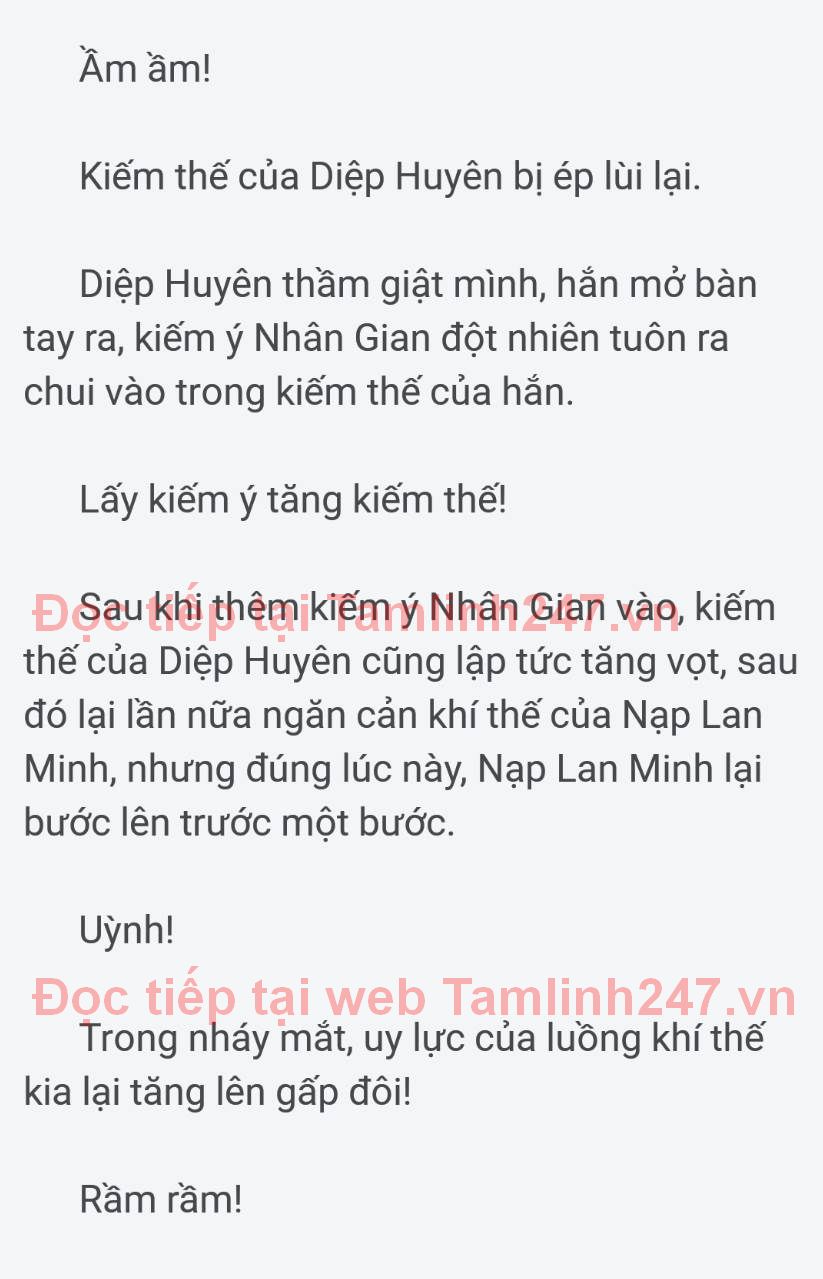 Ầm ầm!
Kiếm thế của Diệp Huyên bị ép lùi lại.
Diệp Huyên thầm giật mình, hắn mở bàn
tay ra, kiếm ý Nhân Gian đột nhiên tuôn ra
chui vào trong kiếm thế của hắn.
Lấy kiếm ý tăng kiếm thế!
Sau khi thêm kiếm ý Nhân Gian vào, kiếm
Đọc tiếp tại Tamlinh247.vn
thế của Diệp Huyên cũng lập tức tăng vọt, sau
đó lại lần nữa ngăn cản khí thế của Nạp Lan
Minh, nhưng đúng lúc này, Nạp Lan Minh lại
bước lên trước một bước.
Uỳnh!
Đọc tiếp tại web Tamlinh247.vn
Trong nháy mắt, uy lực của luồng khí thế
kia lại tăng lên gấp đôi!
Rầm rầm!